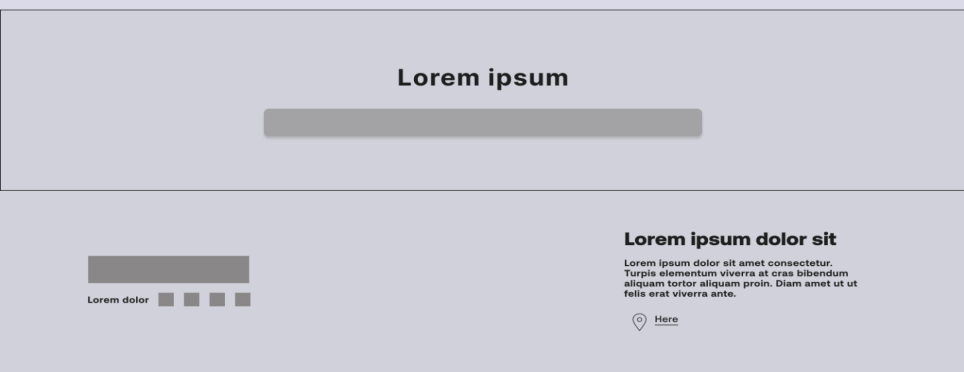 Lorem ipsum
Lorem dolor
Lorem ipsum dolor sit
Lorem ipsum dolor sit amet consectetur.
Turpis elementum viverra at cras bibendum
aliquam tortor aliquam proin. Diam amet ut ut
felis erat viverra ante.
Here